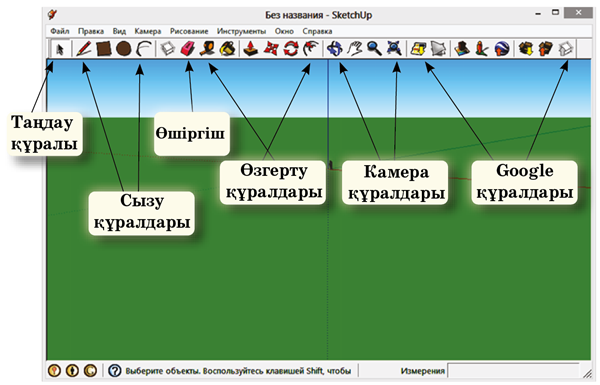 Без названия - SketchUp
Файл Правка Вид Камера Рисование Инструменты Окно Справка
Таңдау
құралы
Өшіргіш
Сызу
құралдары
Өзгерту
құралдары
Камера
құралдары
Google
құралдары
Выберите объекты. Воспользуйтесь клавишей Shift, чтобы
Измерения